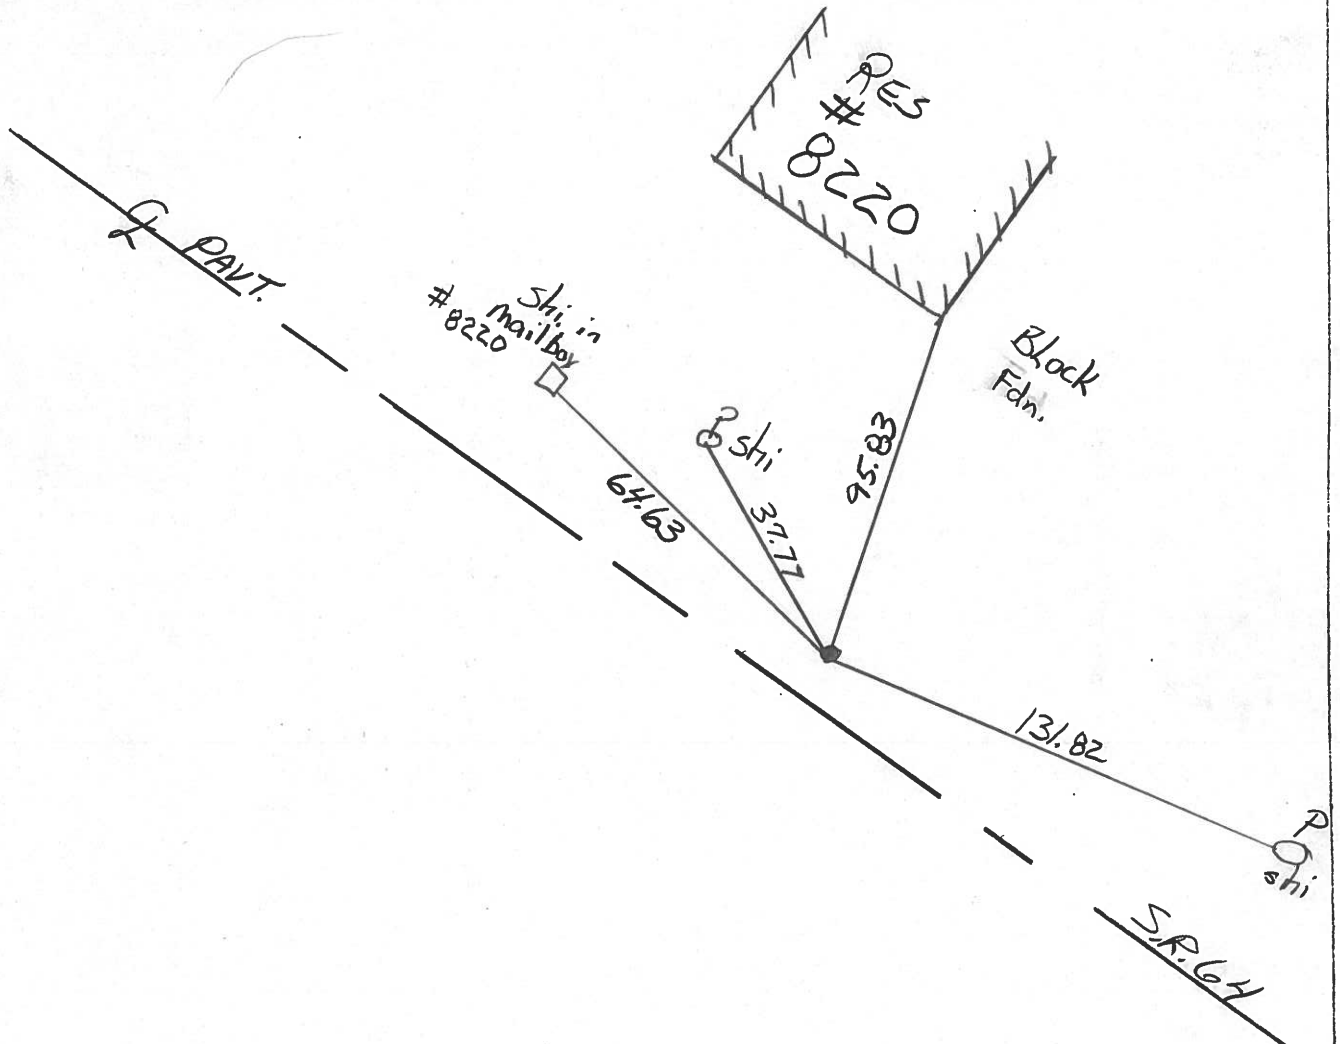 RES
#
8220
℄ PAVT.
Shi. in
mailbox
#8220
P
shi
Block
Fdn.
64.63
37.77
95.83
131.82
P
shi
S.R. 64